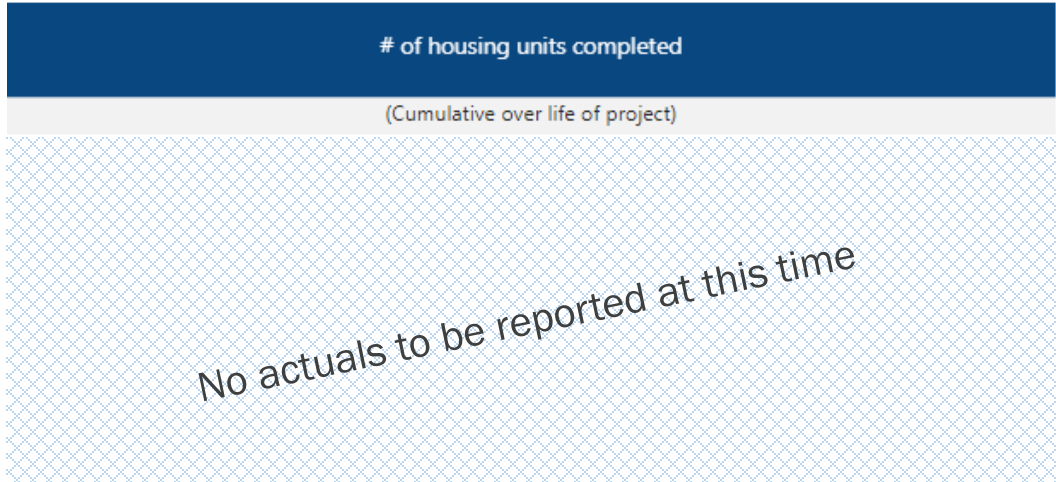 # of housing units completed
(Cumulative over life of project)
No actuals to be reported at this time